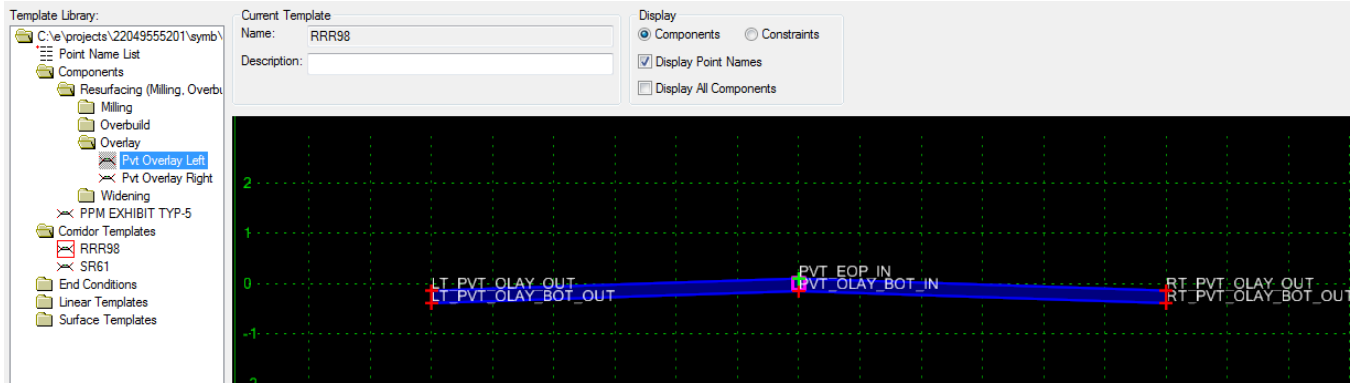 Template Library:
C:\e\projects\22049555201\symb\
Point Name List
Components
Resurfacing (Milling, Overbu
Milling
Overbuild
Overlay
Pvt Overlay Left
Pvt Overlay Right
Widening
PPM EXHIBIT TYP-5
Corridor Templates
RRR98
SR61
End Conditions
Linear Templates
Surface Templates
Current Template
Name: RRR98
Description:
Display
Components Constraints
Display Point Names
Display All Components
2
1
0
-1
-2
LT_PVT_OLAY_OUT
LT_PVT_OLAY_BOT_OUT
PVT_EOP_IN
PVT_OLAY_BOT_IN
RT_PVT_OLAY_OUT
RT_PVT_OLAY_BOT_OUT